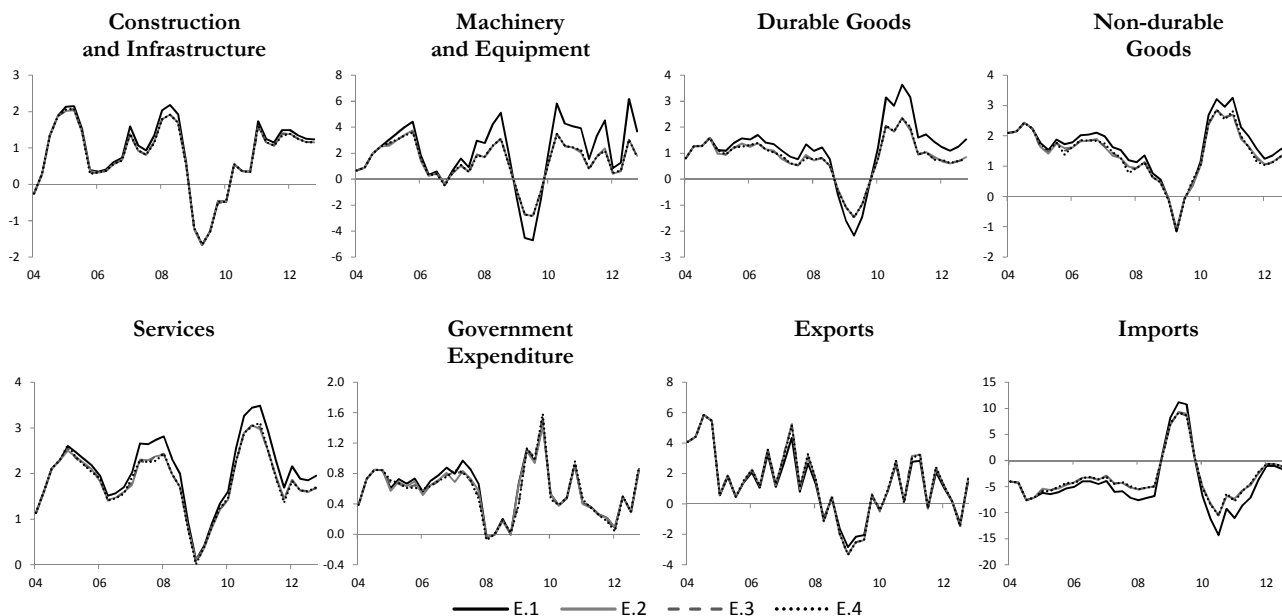 Construction
and Infrastructure
3
2
1
0
-1
-2
04 06 08 10 12
Machinery
and Equipment
8
6
4
2
0
-2
-4
-6
04 06 08 10 12
Durable Goods
4
3
2
1
0
-1
-2
-3
04 06 08 10 12
Non-durable
Goods
4
3
2
1
0
-1
-2
04 06 08 10 12
Services
4
3
2
1
0
04 06 08 10 12
Government
Expenditure
2.0
1.6
1.2
0.8
0.4
0.0
-0.4
04 06 08 10 12
Exports
8
6
4
2
0
-2
-4
04 06 08 10 12
Imports
15
10
5
0
-5
-10
-15
-20
04 06 08 10 12
E.1 E.2 E.3 E.4